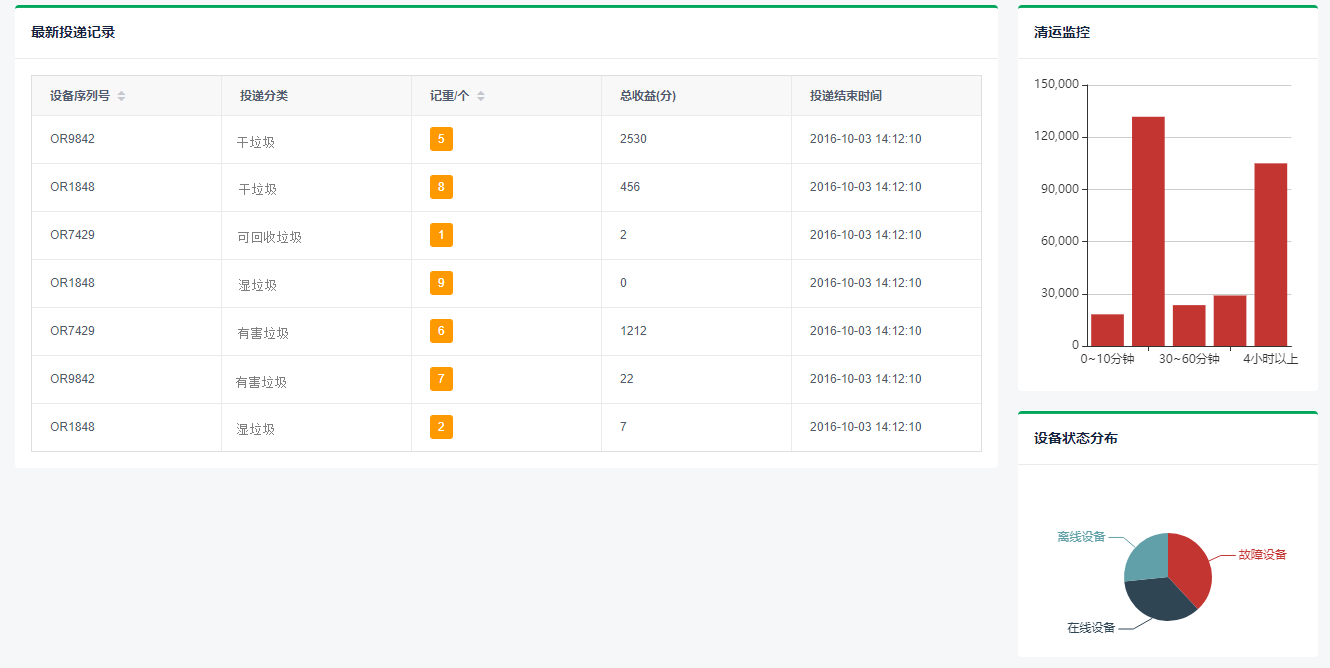 最新投递记录
设备序列号 投递分类 记重/个 总收益(分) 投递结束时间
OR9842 干垃圾 5 2530 2016-10-03 14:12:10
OR1848 干垃圾 8 456 2016-10-03 14:12:10
OR7429 可回收垃圾 1 2 2016-10-03 14:12:10
OR1848 湿垃圾 9 0 2016-10-03 14:12:10
OR7429 有害垃圾 6 1212 2016-10-03 14:12:10
OR9842 有害垃圾 7 22 2016-10-03 14:12:10
OR1848 湿垃圾 2 7 2016-10-03 14:12:10
清运监控
150,000
120,000
90,000
60,000
30,000
0
0~10分钟 30~60分钟 4小时以上
设备状态分布
离线设备
故障设备
在线设备